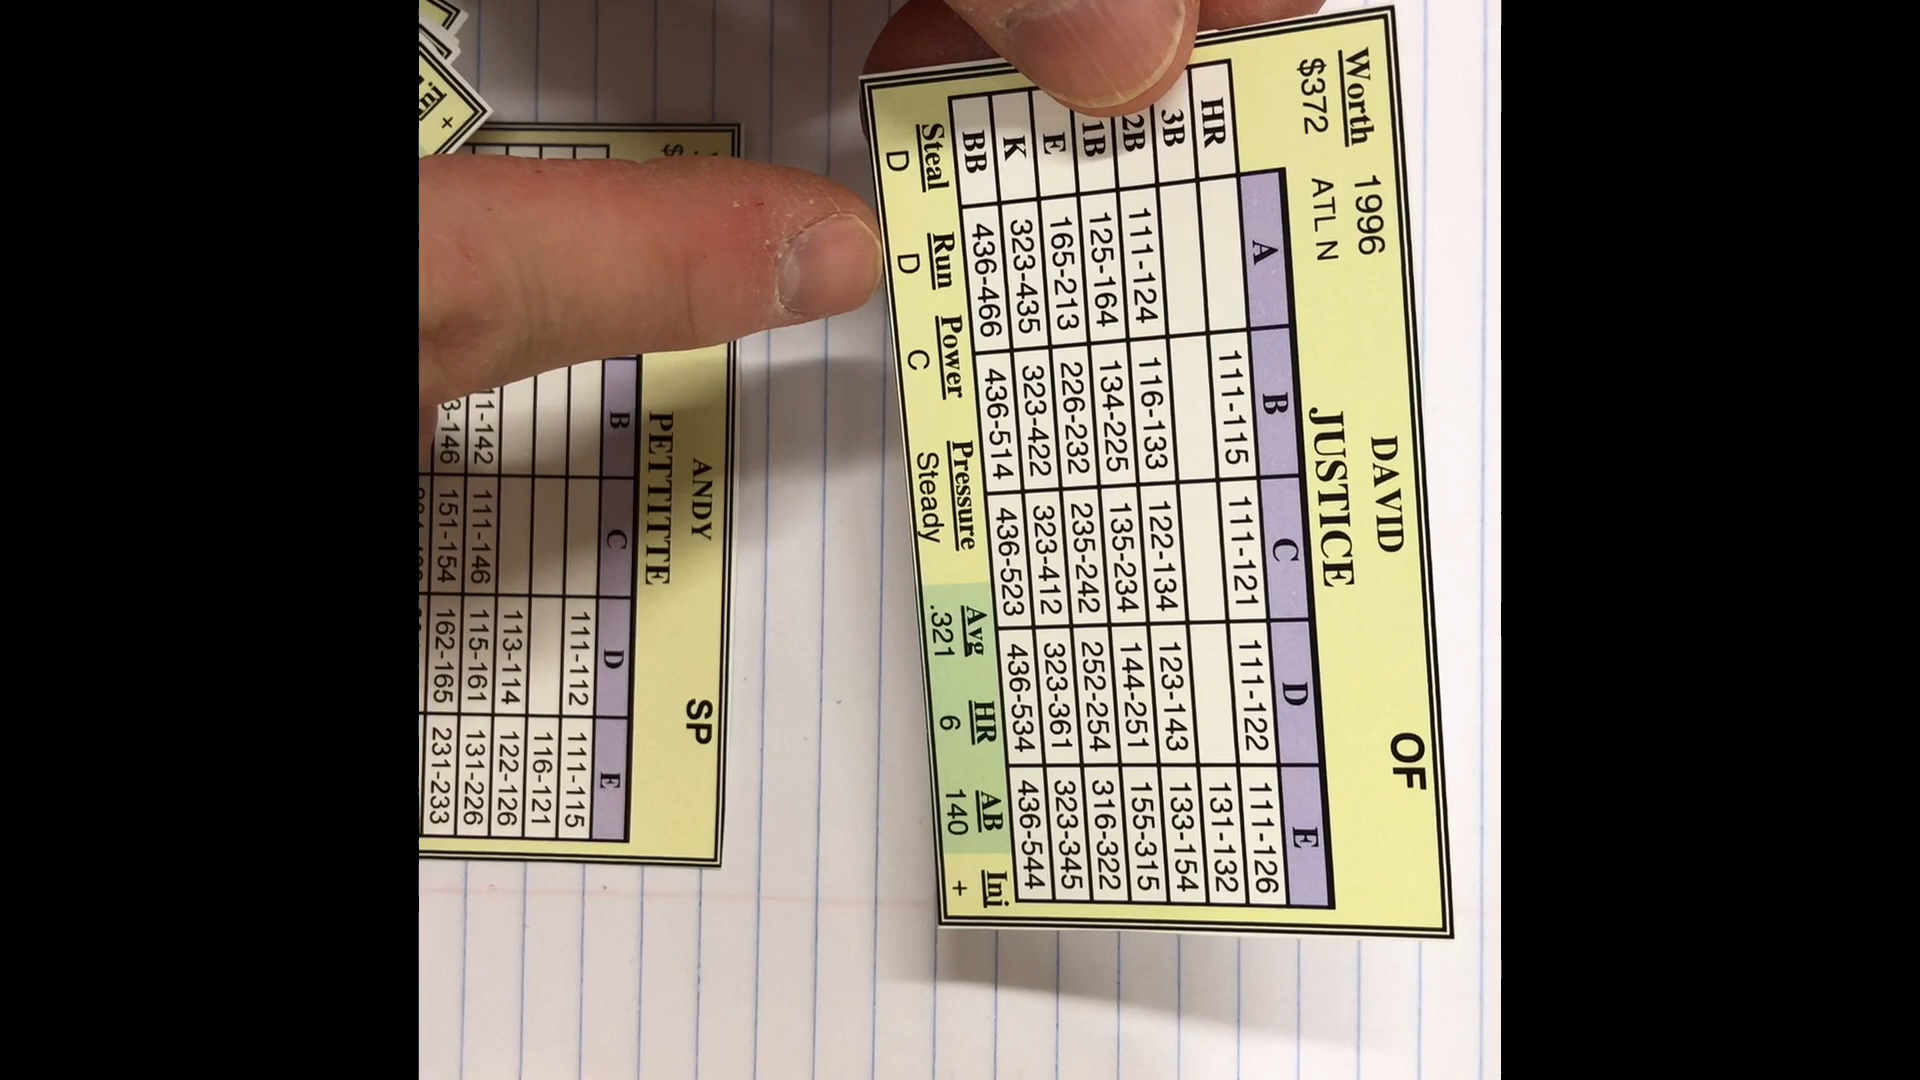 Worth 1996 DAVID OF
$372 ATL N JUSTICE
A B C D E
HR 111-115 111-121 111-122 111-126
3B 131-132
2B 111-124 116-133 122-134 123-143 133-154
1B 125-164 134-225 135-234 144-251 155-315
E 165-213 226-232 235-242 252-254 316-322
K 323-435 323-422 323-412 323-361 323-345
BB 436-466 436-514 436-523 436-534 436-544
Steal Run Power Pressure Avg HR AB Inj
D D C Steady .321 6 140 +
ANDY SP
$ PETTITTE
B C D E
111-112 111-115
116-121
113-114 122-126
1-142 111-146 115-161 131-226
3-146 151-154 162-165 231-233
+